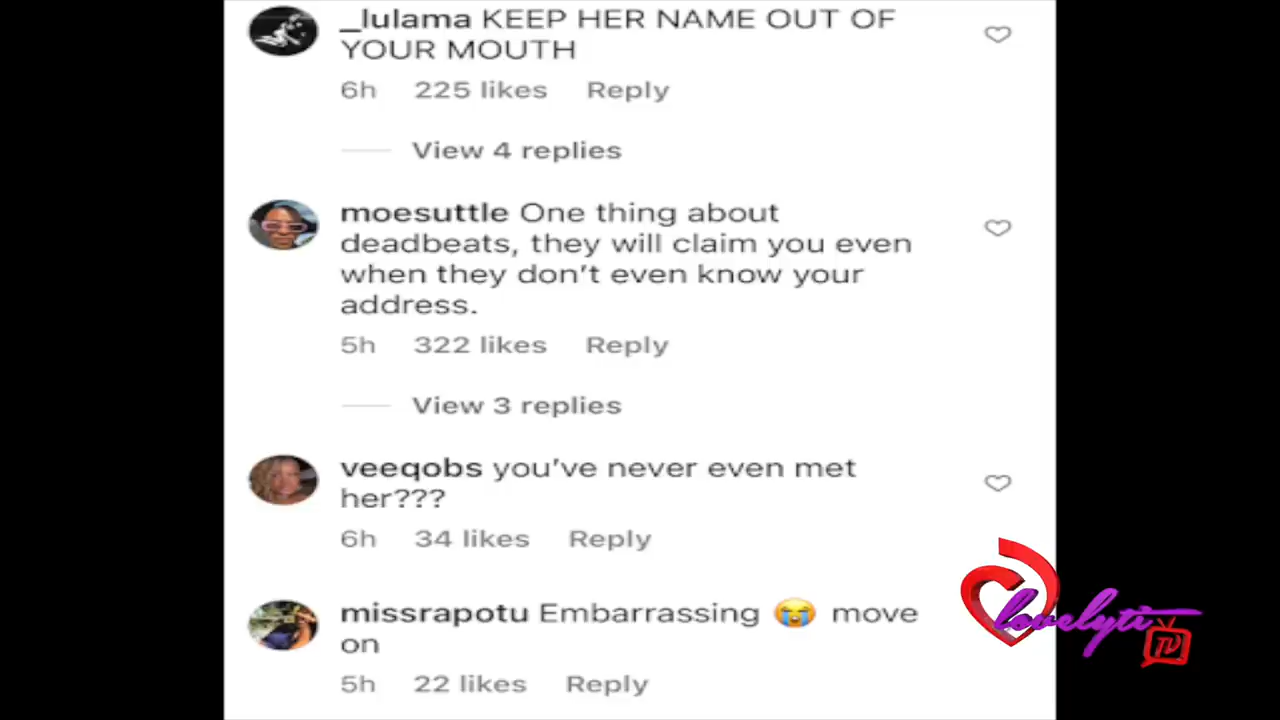 _lulama KEEP HER NAME OUT OF
YOUR MOUTH
6h 225 likes Reply
View 4 replies
moesuttle One thing about
deadbeats, they will claim you even
when they don't even know your
address.
5h 322 likes Reply
View 3 replies
veeqobs you've never even met
her???
6h 34 likes Reply
missrapotu Embarrassing 😭 move
on
5h 22 likes Reply
lovelyti
TV